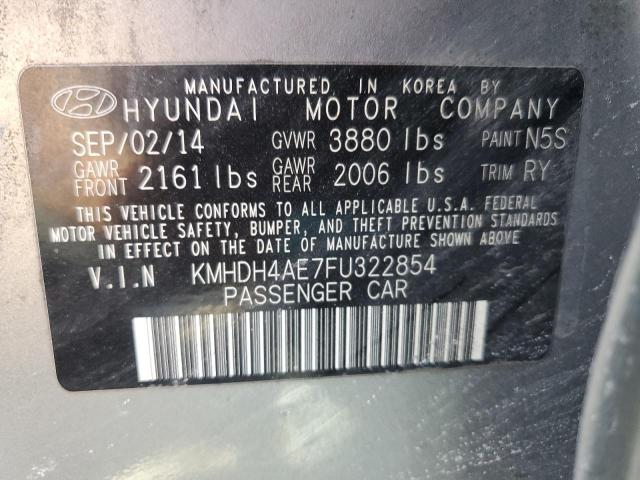 MANUFACTURED IN KOREA BY
HYUNDAI MOTOR COMPANY
SEP/02/14 GVWR 3880 lbs PAINT N5S
GAWR FRONT 2161 lbs GAWR REAR 2006 lbs TRIM RY
THIS VEHICLE CONFORMS TO ALL APPLICABLE U.S.A. FEDERAL
MOTOR VEHICLE SAFETY, BUMPER, AND THEFT PREVENTION STANDARDS
IN EFFECT ON THE DATE OF MANUFACTURE SHOWN ABOVE.
V.I.N KMHDH4AE7FU322854
PASSENGER CAR